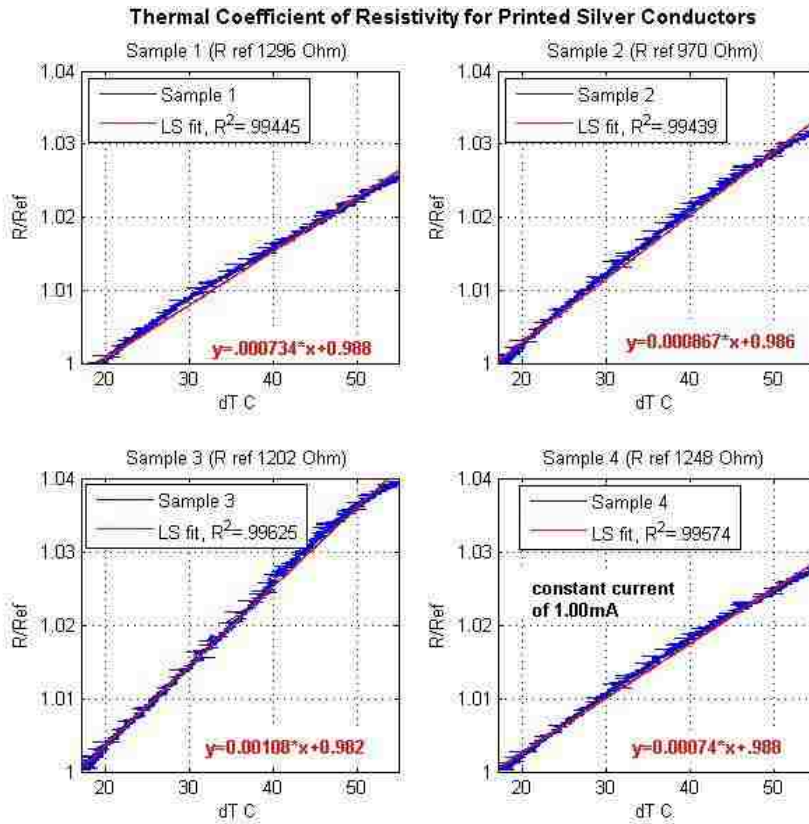 Thermal Coefficient of Resistivity for Printed Silver Conductors
Sample 1 (R ref 1296 Ohm)
1.04
1.03
1.02
1.01
1
R/Ref
Sample 1
LS fit, R²=.99445
y=.000734*x+0.988
20 30 40 50
dT C
Sample 2 (R ref 970 Ohm)
1.04
1.03
1.02
1.01
1
R/Ref
Sample 2
LS fit, R²=.99439
y=0.000867*x+0.986
20 30 40 50
dT C
Sample 3 (R ref 1202 Ohm)
1.04
1.03
1.02
1.01
1
R/Ref
Sample 3
LS fit, R²=.99625
y=0.00108*x+0.982
20 30 40 50
dT C
Sample 4 (R ref 1248 Ohm)
1.04
1.03
1.02
1.01
1
R/Ref
Sample 4
LS fit, R²=.99574
constant current
of 1.00mA
y=0.00074*x+.988
20 30 40 50
dT C